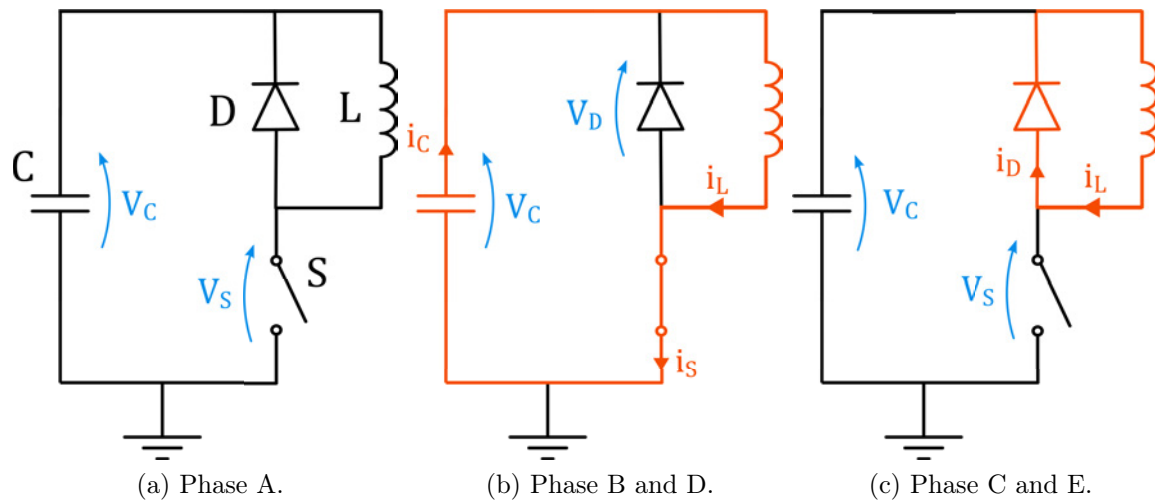 D
L
C
V_C
V_S
S
V_D
i_C
V_C
i_L
i_S
i_D
i_L
V_C
V_S
(a) Phase A.
(b) Phase B and D.
(c) Phase C and E.